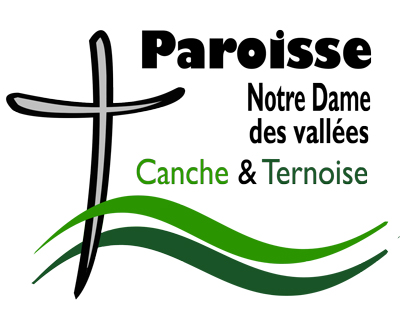 Paroisse
Notre Dame
des vallées
Canche & Ternoise